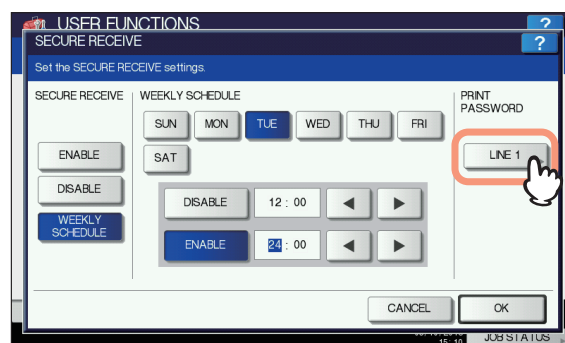 USER FUNCTIONS
?
SECURE RECEIVE
?
Set the SECURE RECEIVE settings.
SECURE RECEIVE
WEEKLY SCHEDULE
PRINT
PASSWORD
SUN MON TUE WED THU FRI
SAT
ENABLE
DISABLE
WEEKLY
SCHEDULE
LINE 1
DISABLE 12 : 00
ENABLE 24 : 00
CANCEL OK
15: 10 JOB STATUS